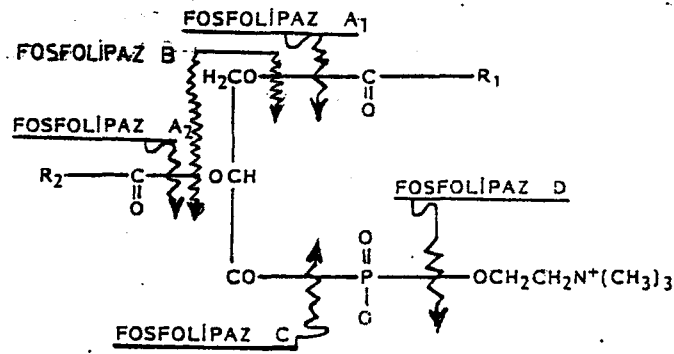 FOSFOLİPAZ A₁
FOSFOLİPAZ B
H₂CO C R₁
O
FOSFOLİPAZ A₂
R₂ C OCH
O
FOSFOLİPAZ D
O
CO P OCH₂CH₂N⁺(CH₃)₃
O
FOSFOLİPAZ C